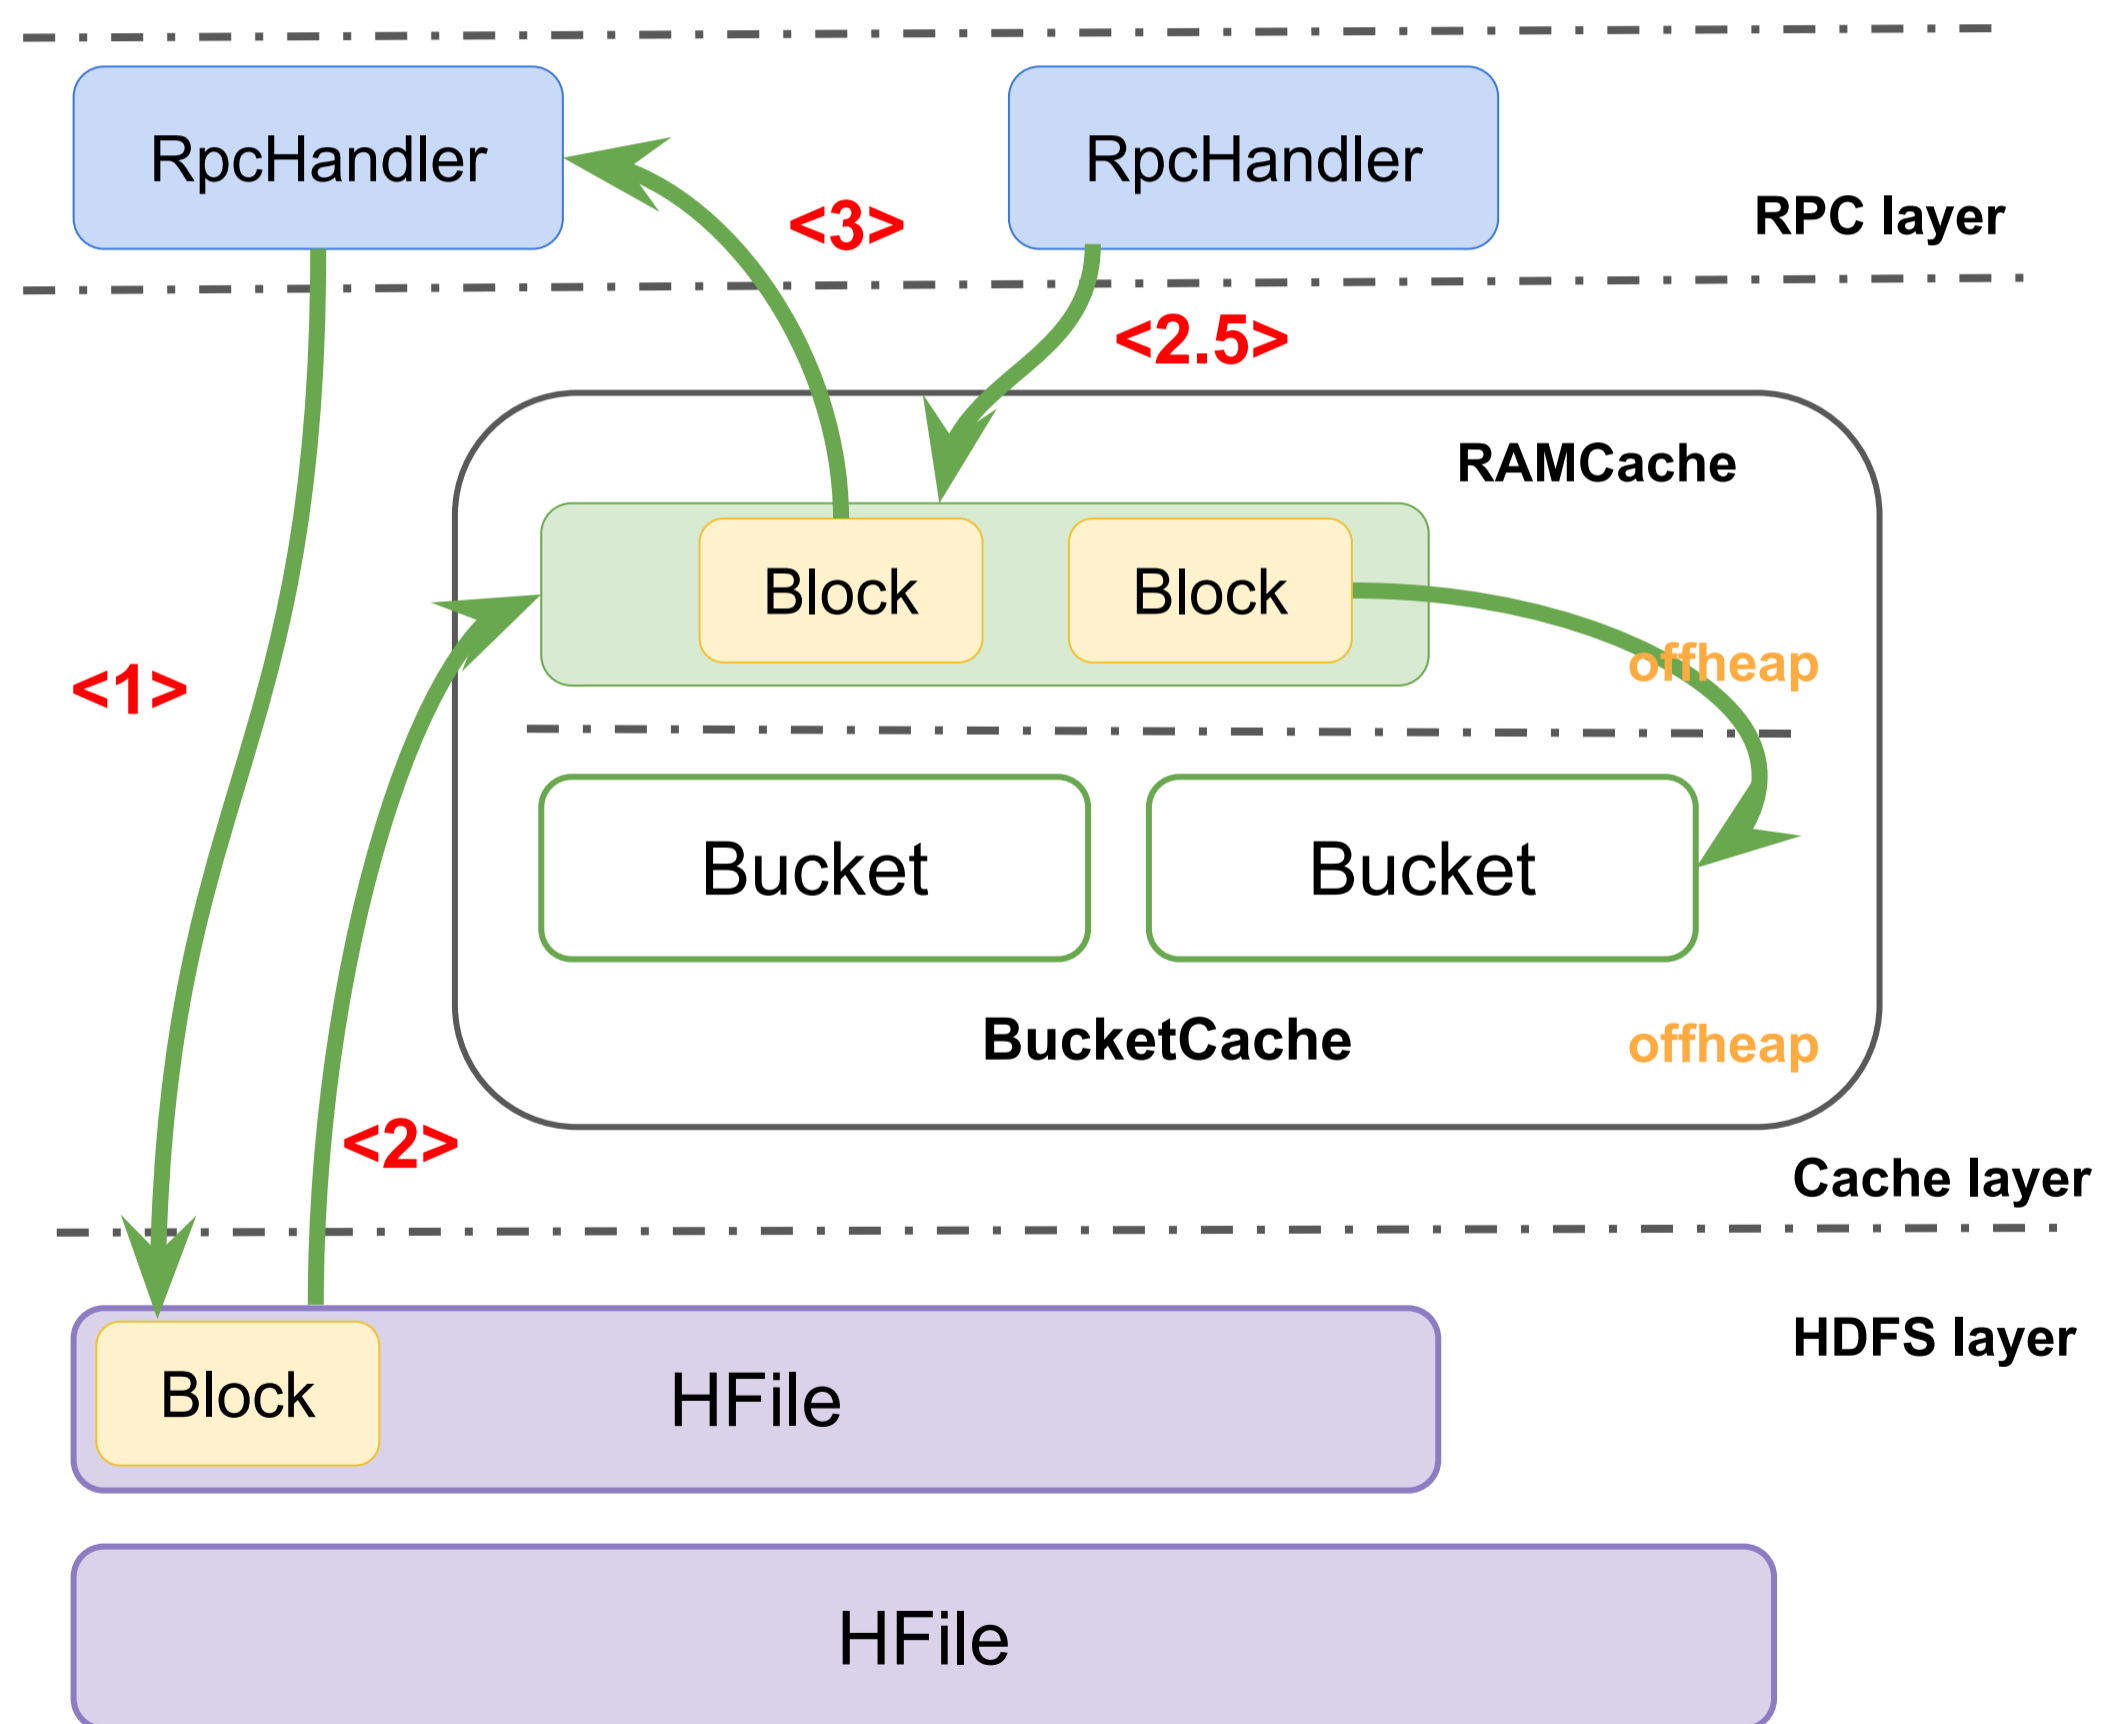 RpcHandler
RpcHandler
<3>
RPC layer
<2.5>
RAMCache
Block
Block
offheap
<1>
Bucket
Bucket
BucketCache
offheap
<2>
Cache layer
HDFS layer
Block
HFile
HFile